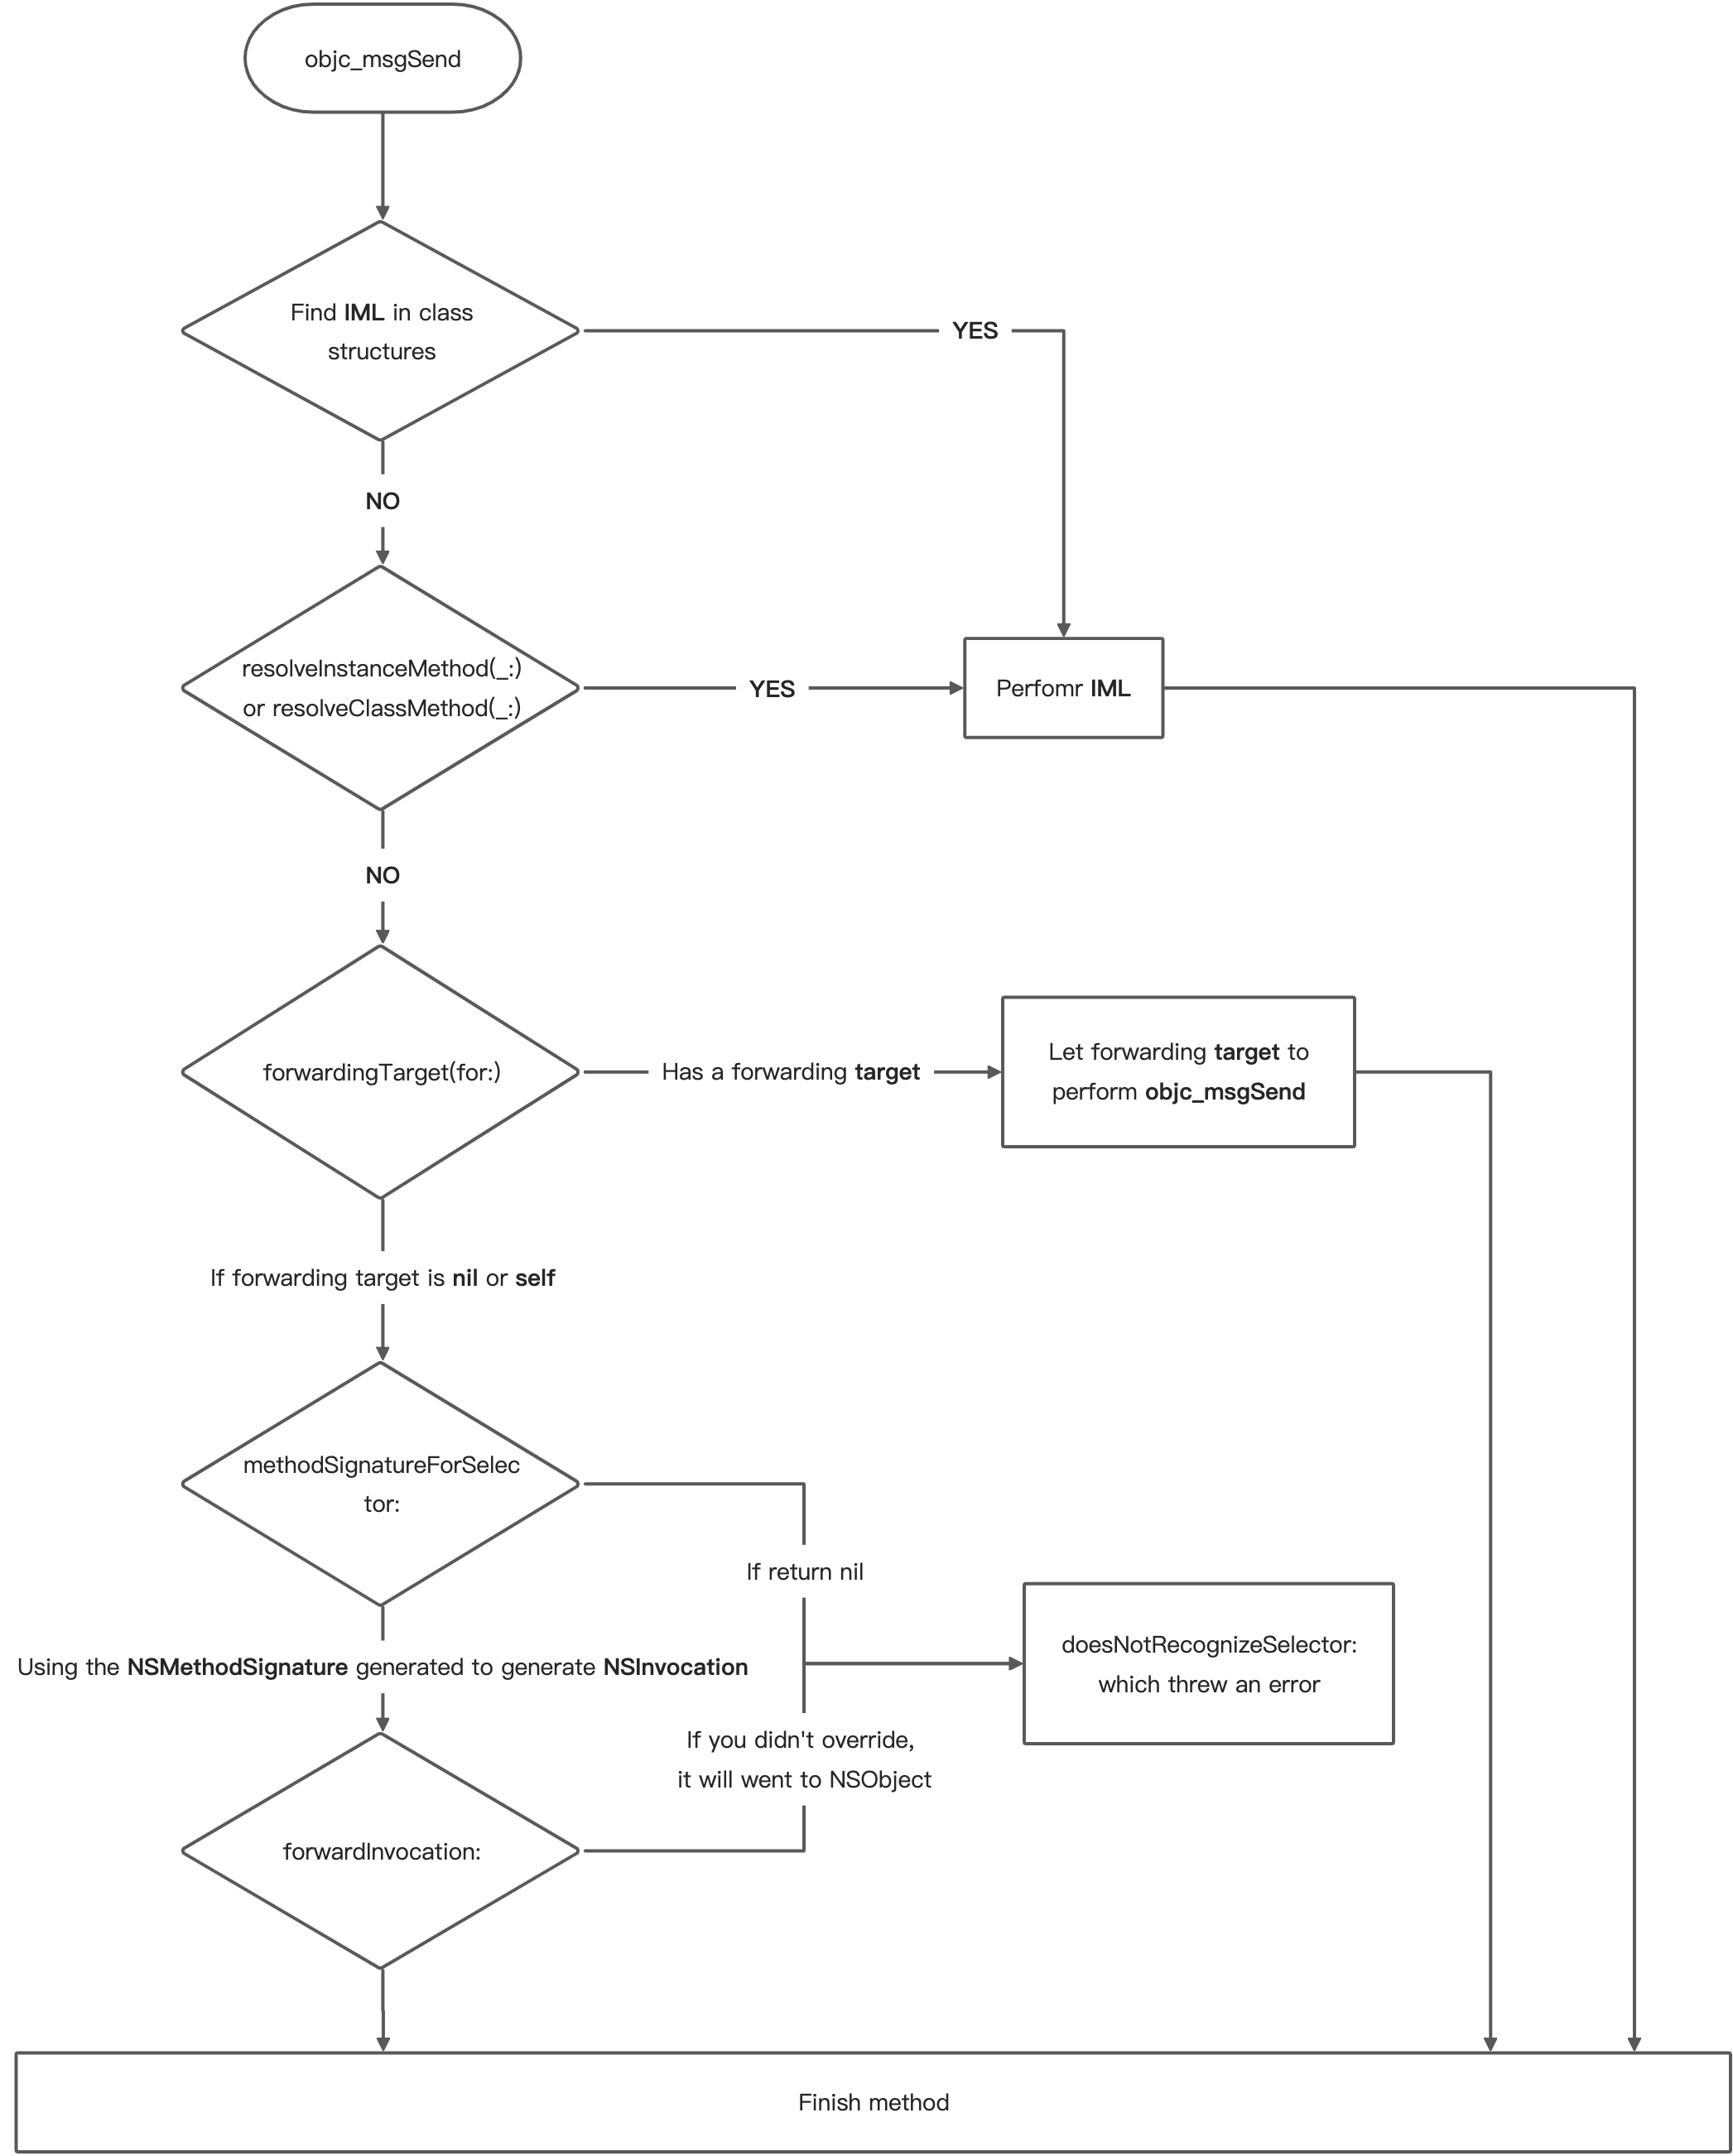 objc_msgSend
Find IML in class
structures
YES
NO
resolveInstanceMethod(_:)
or resolveClassMethod(_:)
YES
Perfomr IML
NO
forwardingTarget(for:)
Has a forwarding target
Let forwarding target to
perform objc_msgSend
If forwarding target is nil or self
methodSignatureForSelec
tor:
If return nil
doesNotRecognizeSelector:
which threw an error
Using the NSMethodSignature generated to generate NSInvocation
If you didn't override,
it will went to NSObject
forwardInvocation:
Finish method